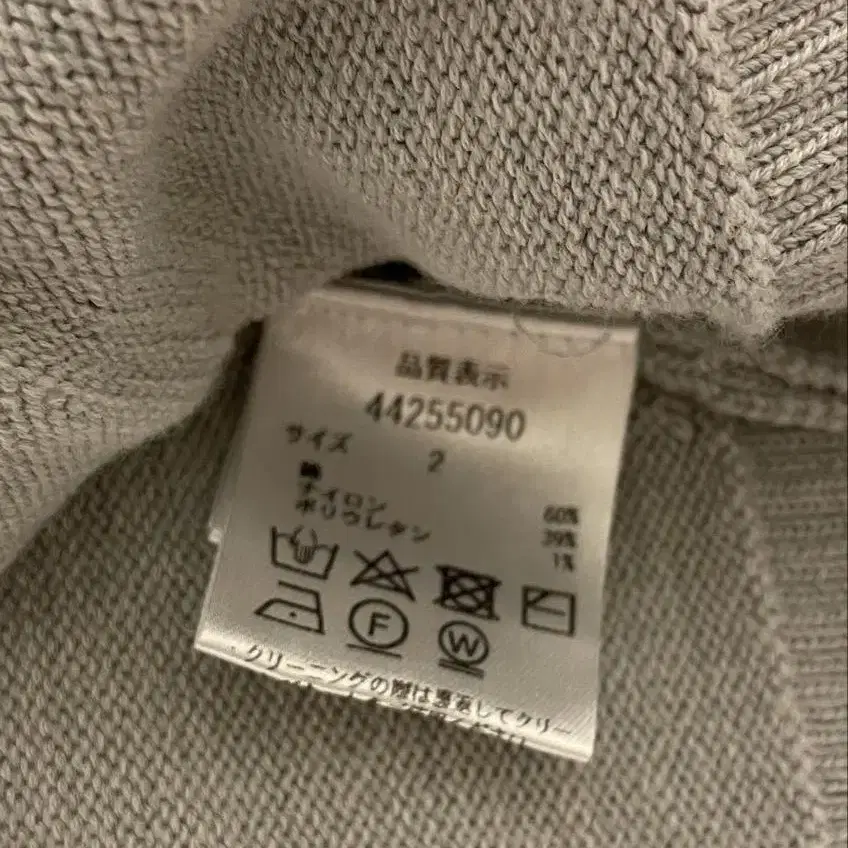 品質表示
44255090
サイズ 2
綿 60%
ナイロン 39%
ポリウレタン 1%
F
W
クリーニングの際は裏返してクリー